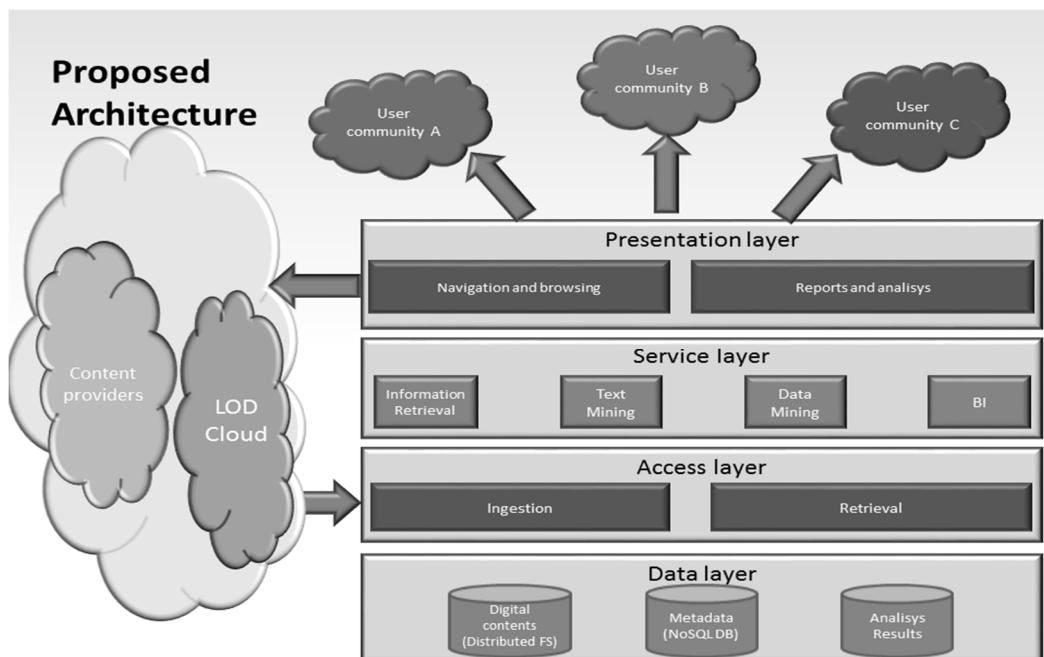 Proposed
Architecture
User
community A
User
community B
User
community C
Presentation layer
Navigation and browsing
Reports and analisys
Content
providers
LOD
Cloud
Service layer
Information
Retrieval
Text
Mining
Data
Mining
BI
Access layer
Ingestion
Retrieval
Data layer
Digital
contents
(Distributed FS)
Metadata
(NoSQL DB)
Analisys
Results